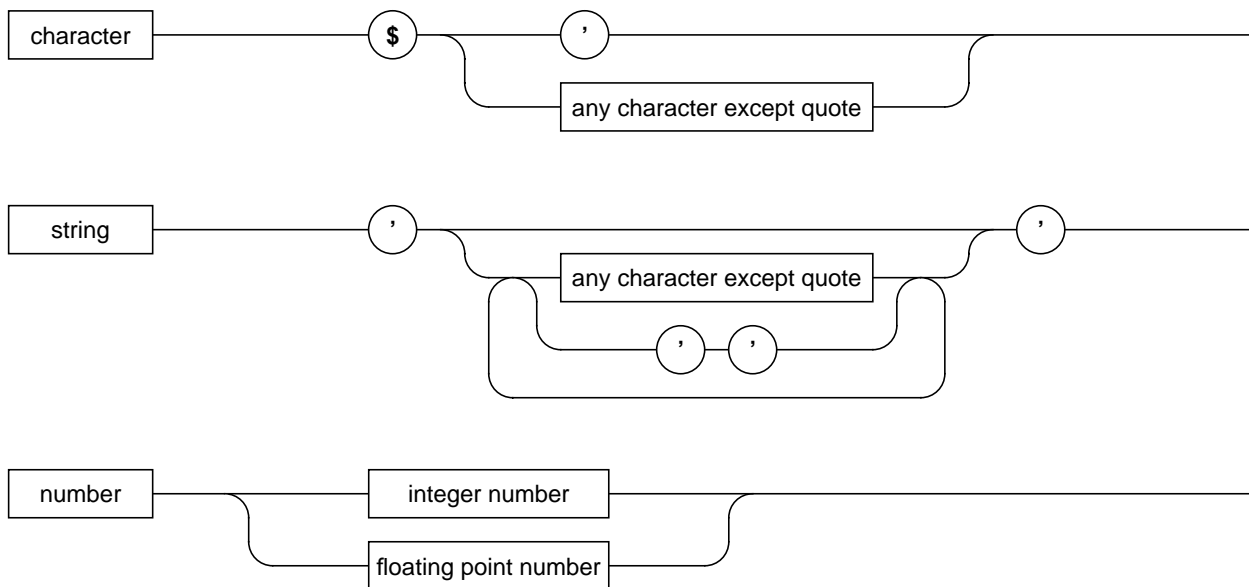 character $ ’
any character except quote
string ’ ’
any character except quote
’ ’
number integer number
floating point number